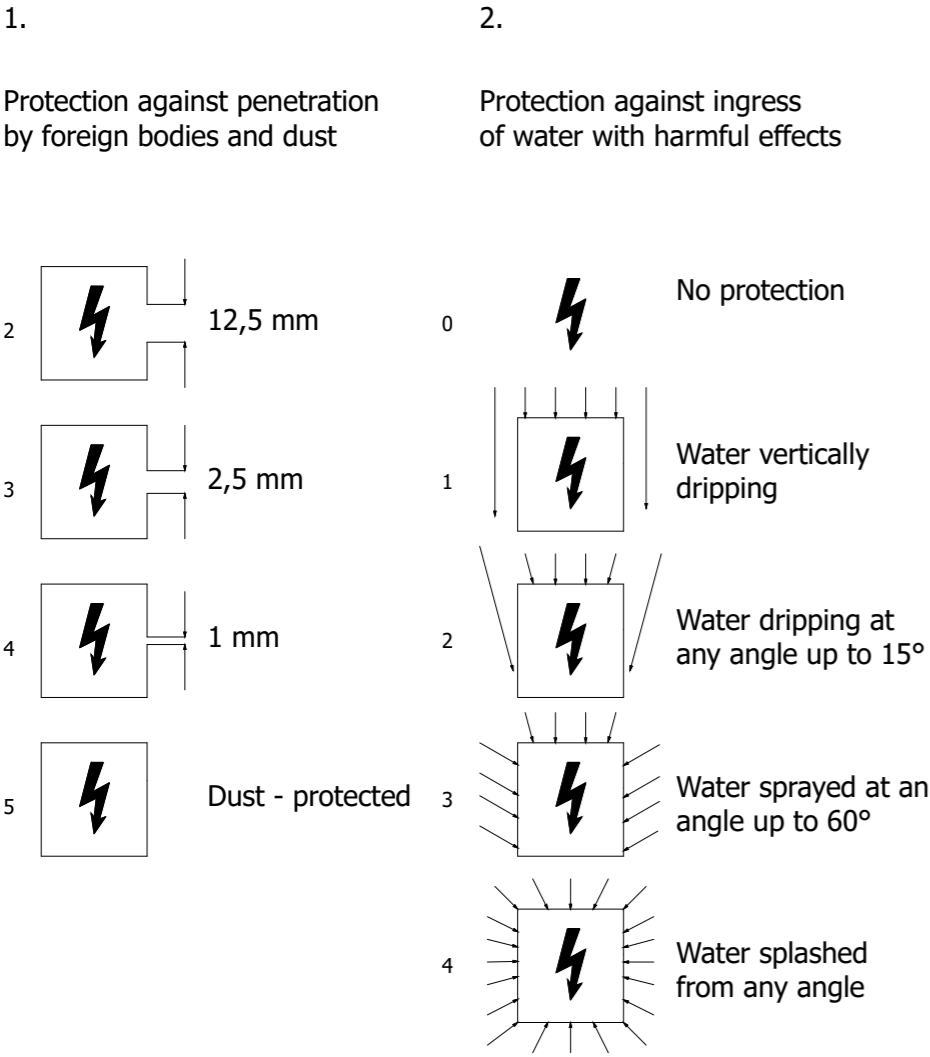 1.
Protection against penetration
by foreign bodies and dust
2
12,5 mm
3
2,5 mm
4
1 mm
5
Dust - protected
2.
Protection against ingress
of water with harmful effects
0
No protection
1
Water vertically
dripping
2
Water dripping at
any angle up to 15°
3
Water sprayed at an
angle up to 60°
4
Water splashed
from any angle